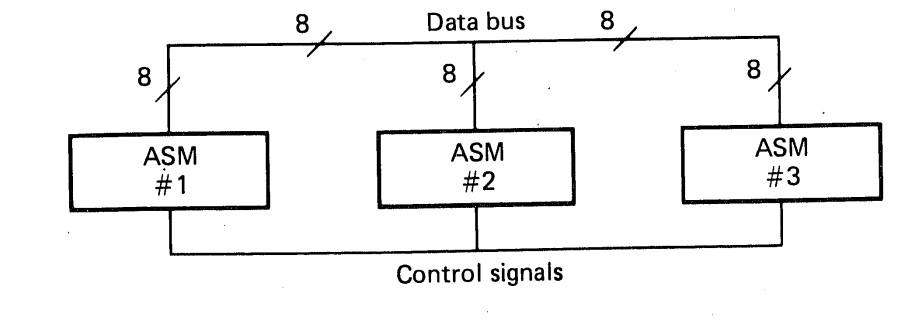 Data bus
8
8
8
8
8
ASM
#1
ASM
#2
ASM
#3
Control signals